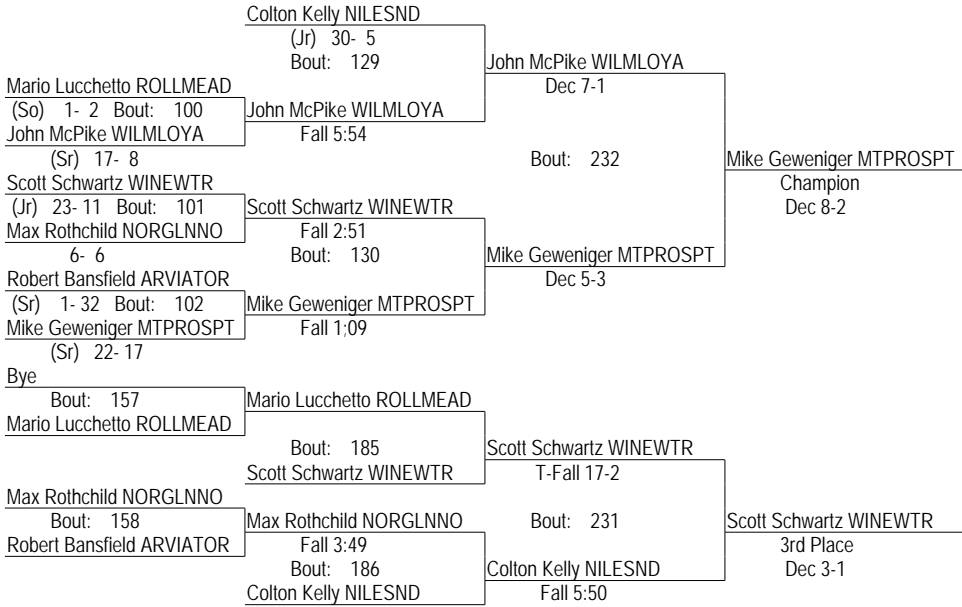 Colton Kelly NILESND
(Jr) 30- 5
Bout: 129
John McPike WILMLOYA
Mario Lucchetto ROLLMEAD
Dec 7-1
(So) 1- 2 Bout: 100
John McPike WILMLOYA
John McPike WILMLOYA
Fall 5:54
(Sr) 17- 8
Bout: 232
Mike Geweniger MTPROSPT
Scott Schwartz WINEWTR
Champion
(Jr) 23- 11 Bout: 101
Scott Schwartz WINEWTR
Dec 8-2
Max Rothchild NORGLNNO
Fall 2:51
6- 6
Bout: 130
Mike Geweniger MTPROSPT
Robert Bansfield ARVIATOR
Dec 5-3
(Sr) 1- 32 Bout: 102
Mike Geweniger MTPROSPT
Mike Geweniger MTPROSPT
Fall 1;09
(Sr) 22- 17
Bye
Bout: 157
Mario Lucchetto ROLLMEAD
Mario Lucchetto ROLLMEAD
Bout: 185
Scott Schwartz WINEWTR
Scott Schwartz WINEWTR
T-Fall 17-2
Max Rothchild NORGLNNO
Bout: 158
Max Rothchild NORGLNNO
Bout: 231
Scott Schwartz WINEWTR
Robert Bansfield ARVIATOR
Fall 3:49
3rd Place
Bout: 186
Colton Kelly NILESND
Dec 3-1
Colton Kelly NILESND
Fall 5:50